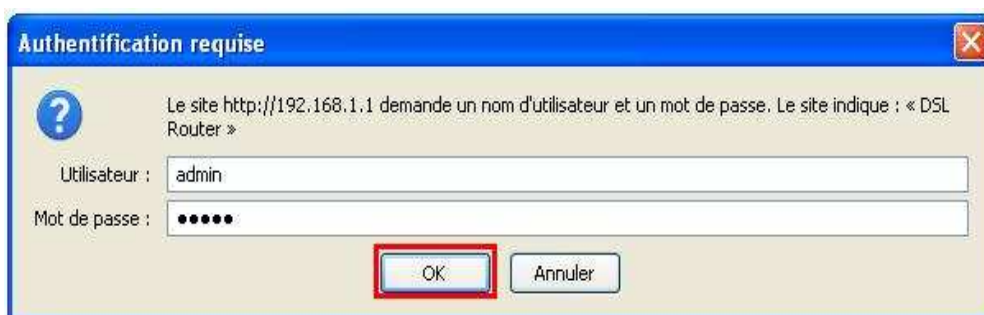 Authentification requise
Le site http://192.168.1.1 demande un nom d'utilisateur et un mot de passe. Le site indique : « DSL
Router »
Utilisateur : admin
Mot de passe : •••••
OK Annuler